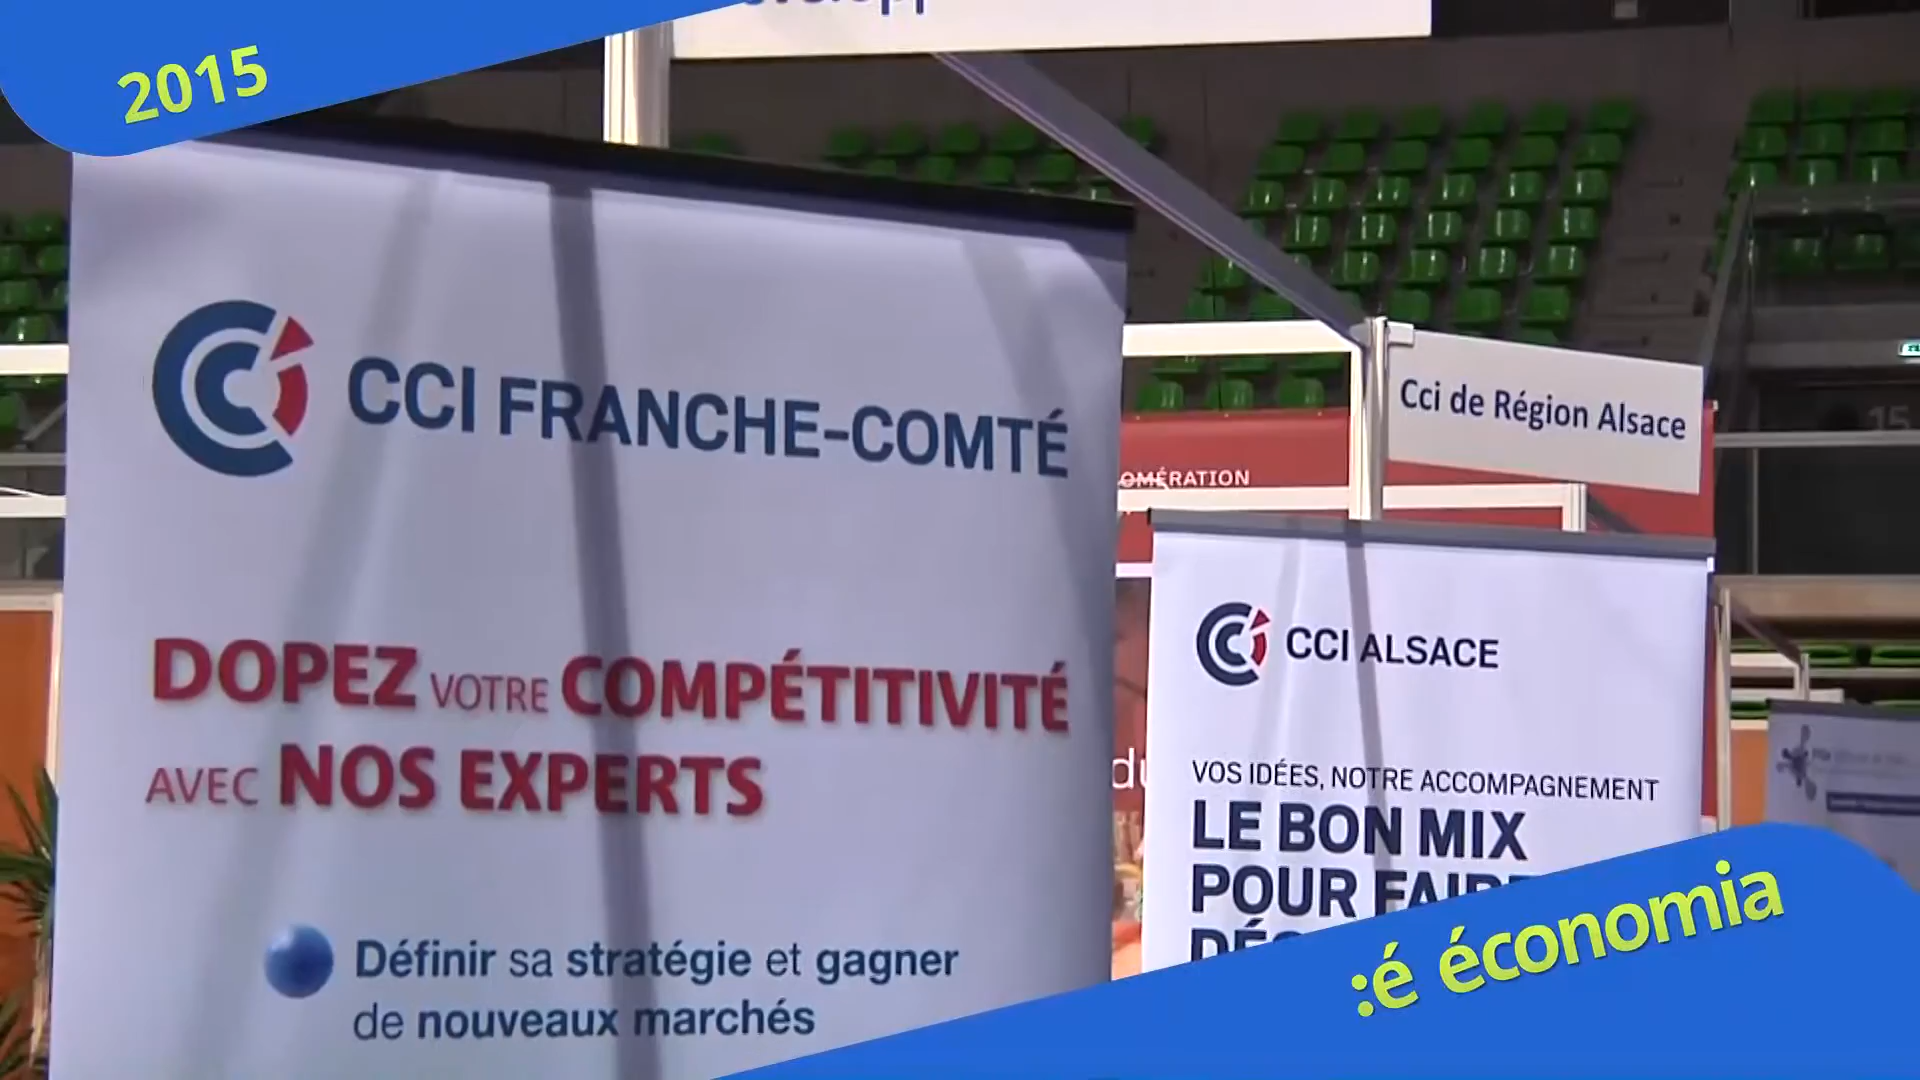 2015
CCI FRANCHE-COMTÉ
DOPEZ VOTRE COMPÉTITIVITÉ
AVEC NOS EXPERTS
Définir sa stratégie et gagner
de nouveaux marchés
Cci de Région Alsace
CCI ALSACE
VOS IDÉES, NOTRE ACCOMPAGNEMENT
LE BON MIX
POUR
:é économia